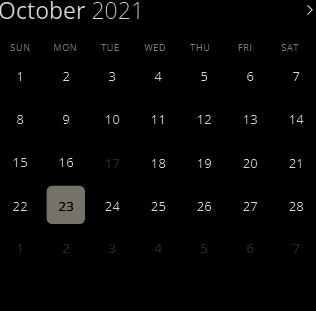 October 2021
SUN MON TUE WED THU FRI SAT
1 2 3 4 5 6 7
8 9 10 11 12 13 14
15 16 17 18 19 20 21
22 23 24 25 26 27 28
1 2 3 4 5 6 7